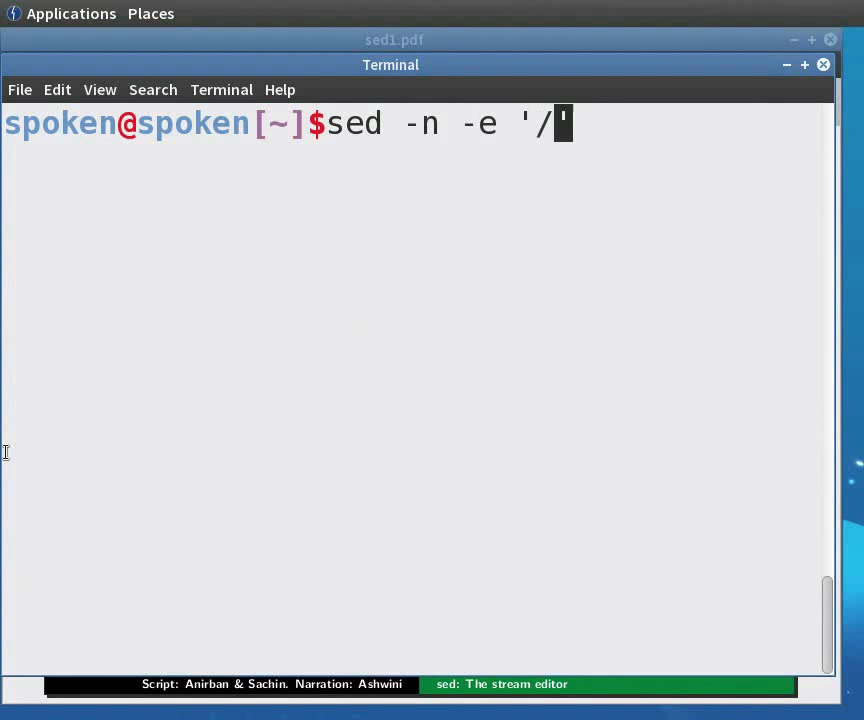 Applications Places
sed1.pdf
Terminal
File Edit View Search Terminal Help
spoken@spoken[~]$sed -n -e '/'
Script: Anirban & Sachin. Narration: Ashwini sed: The stream editor